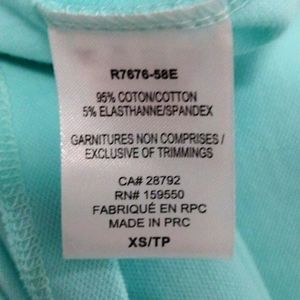 R7676-58E
95% COTON/COTTON
5% ELASTHANNE/SPANDEX
GARNITURES NON COMPRISES /
EXCLUSIVE OF TRIMMINGS
CA# 28792
RN# 159550
FABRIQUÉ EN RPC
MADE IN PRC
XS/TP